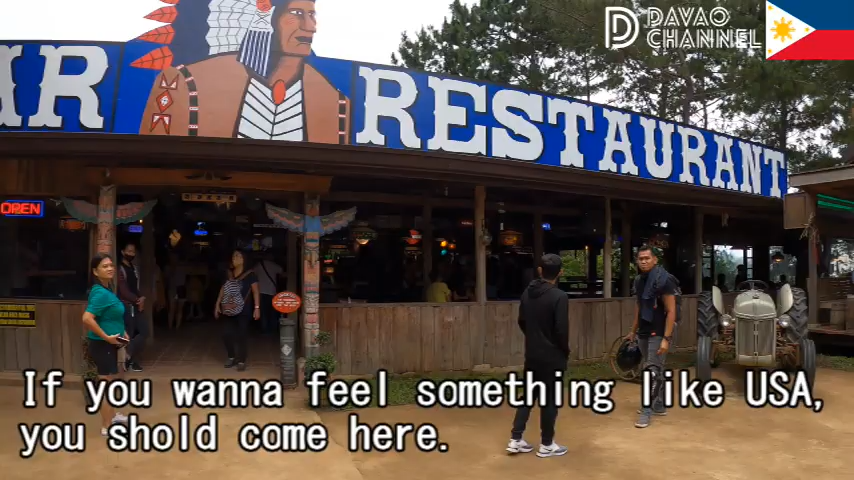 DAVAO
CHANNEL
AR RESTAURANT
OPEN
If you wanna feel something like USA,
you shold come here.